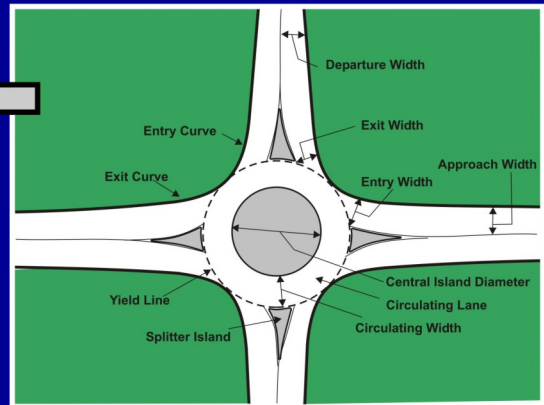 Departure Width
Entry Curve
Exit Width
Exit Curve
Entry Width
Approach Width
Yield Line
Central Island Diameter
Circulating Lane
Splitter Island
Circulating Width